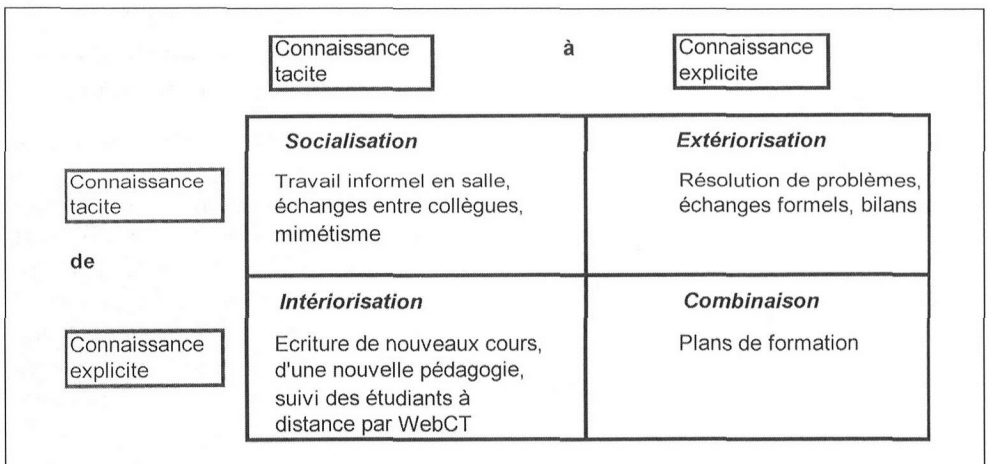 Connaissance
tacite
à
Connaissance
explicite
Connaissance
tacite
de
Connaissance
explicite
Socialisation
Travail informel en salle,
échanges entre collègues,
mimétisme
Extériorisation
Résolution de problèmes,
échanges formels, bilans
Intériorisation
Ecriture de nouveaux cours,
d'une nouvelle pédagogie,
suivi des étudiants à
distance par WebCT
Combinaison
Plans de formation